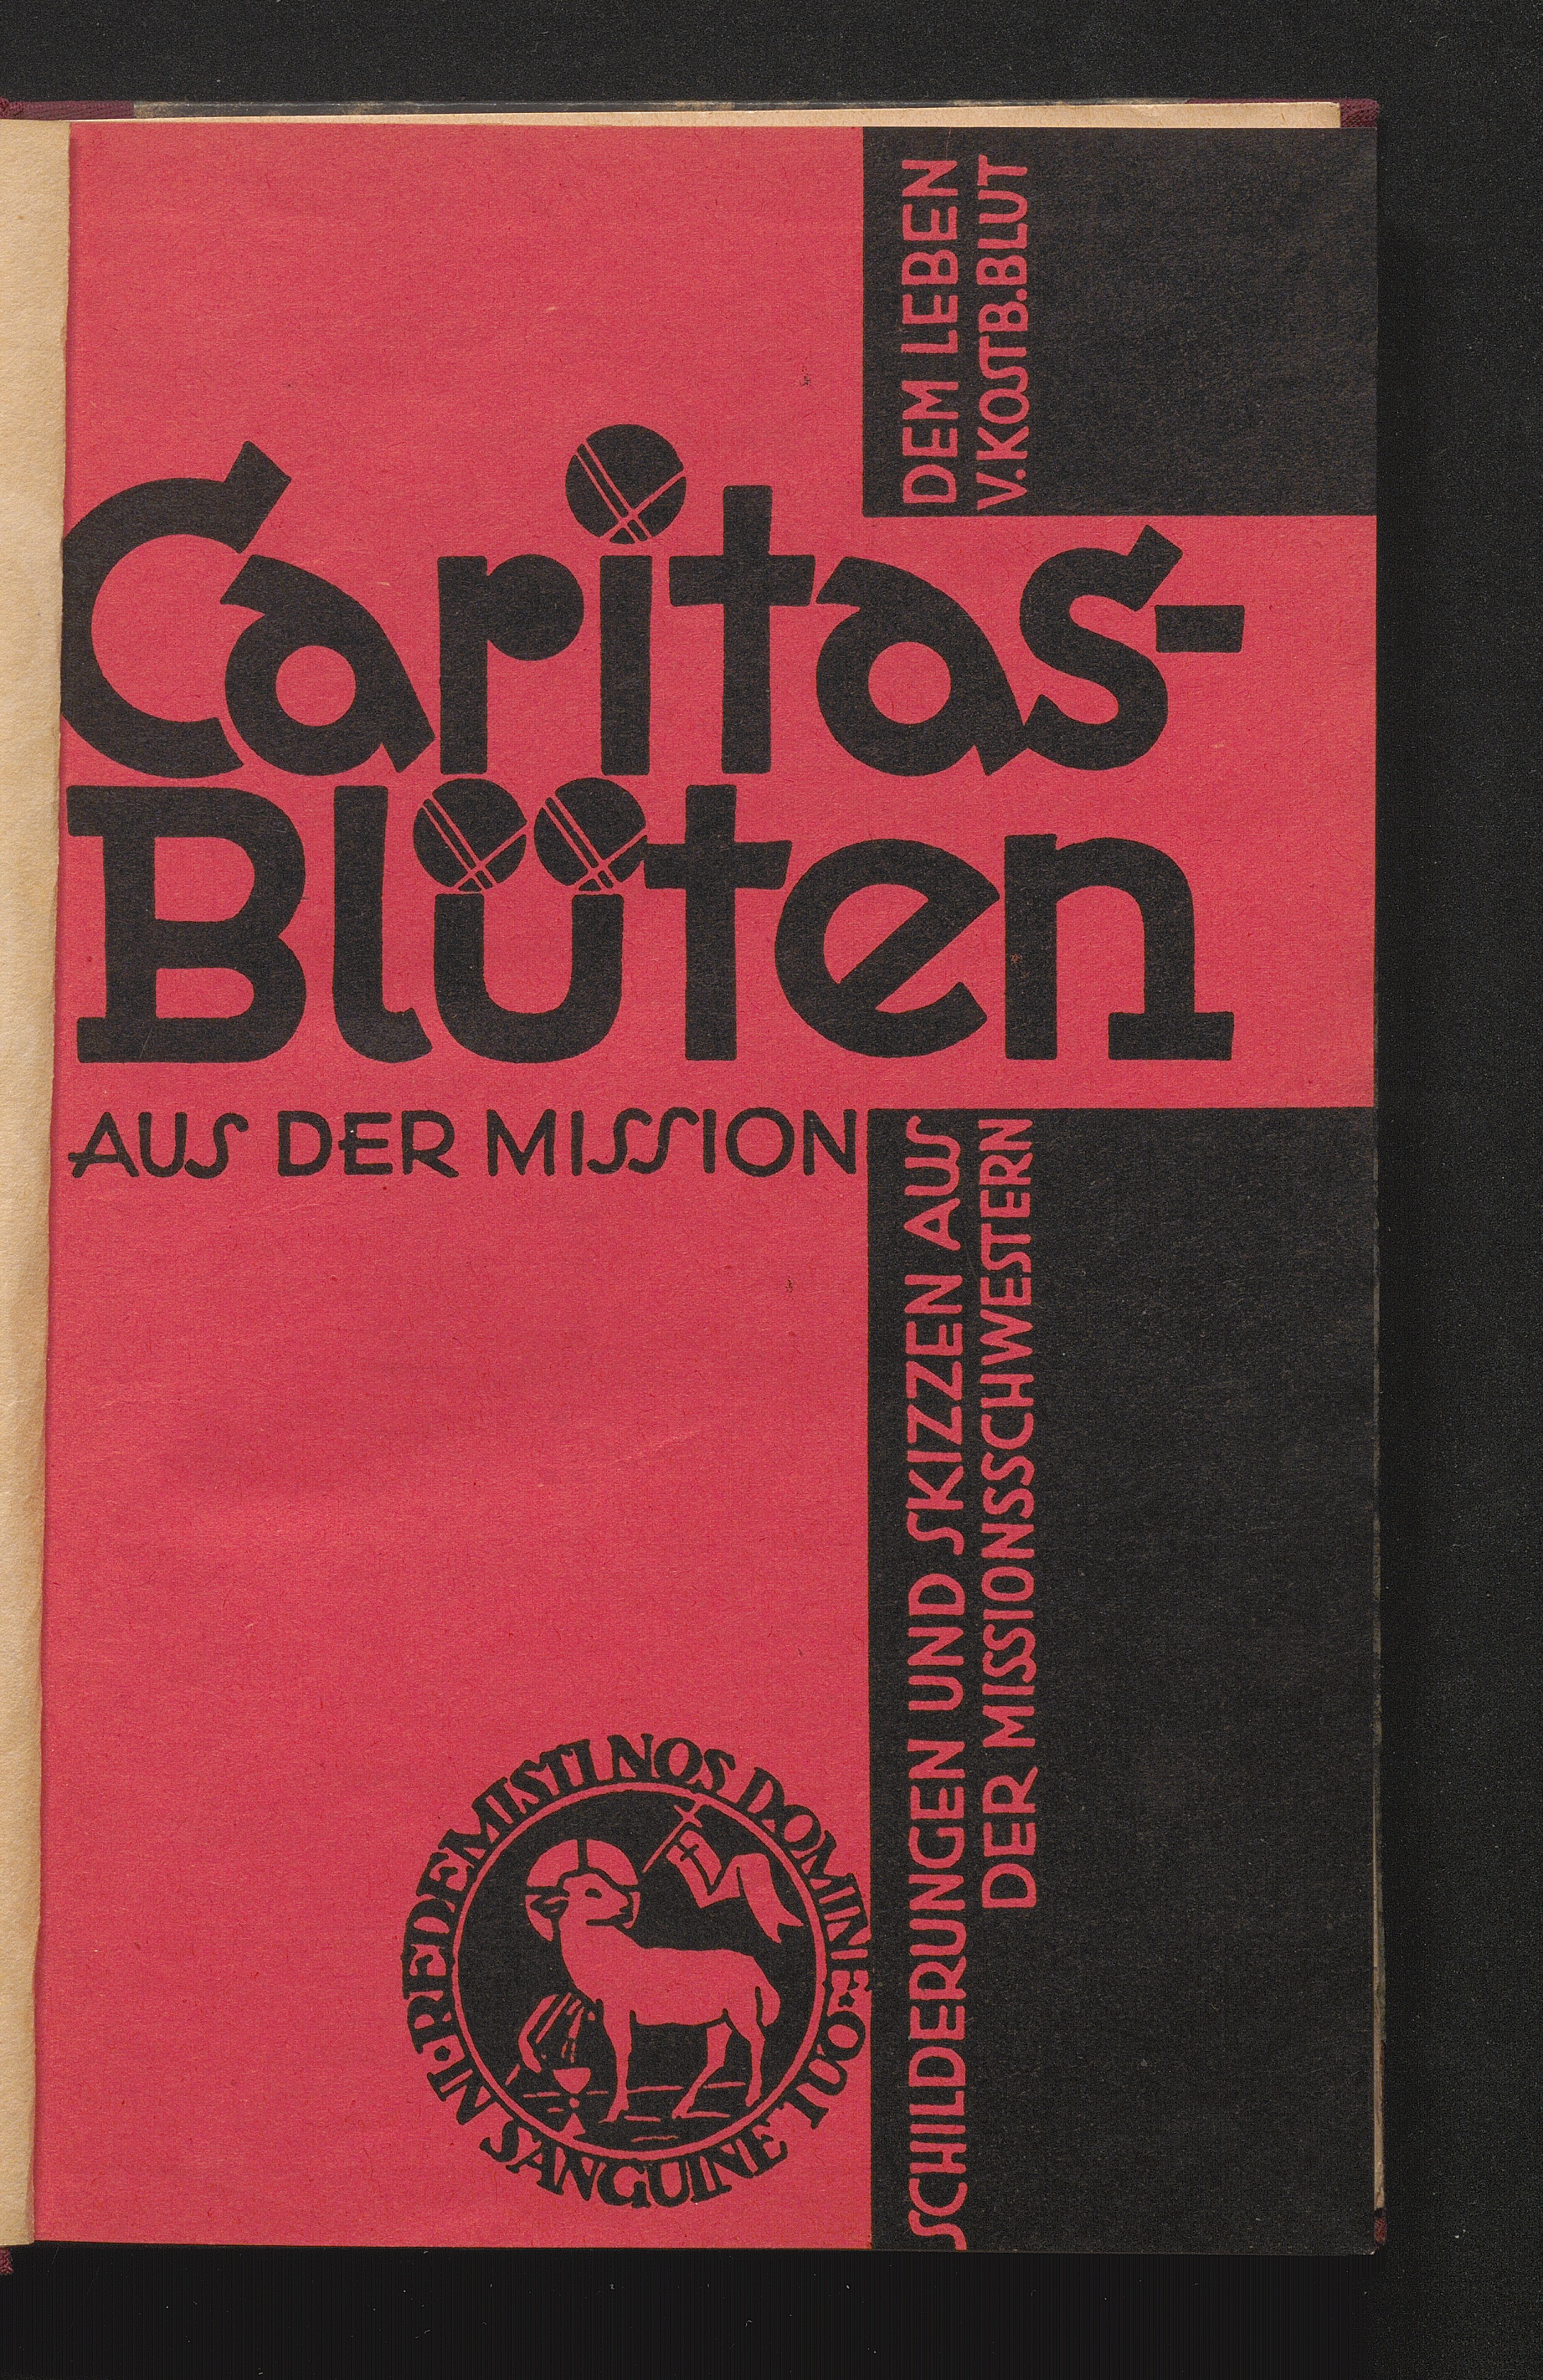 Caritas-
Blüten
AUS DER MISSION
SCHILDERUNGEN UND SKIZZEN AUS DEM LEBEN
DER MISSIONSSCHWESTERN V. KOSTB. BLUT
REDEMISTI NOS DOMINE • IN SANGUINE TUO •